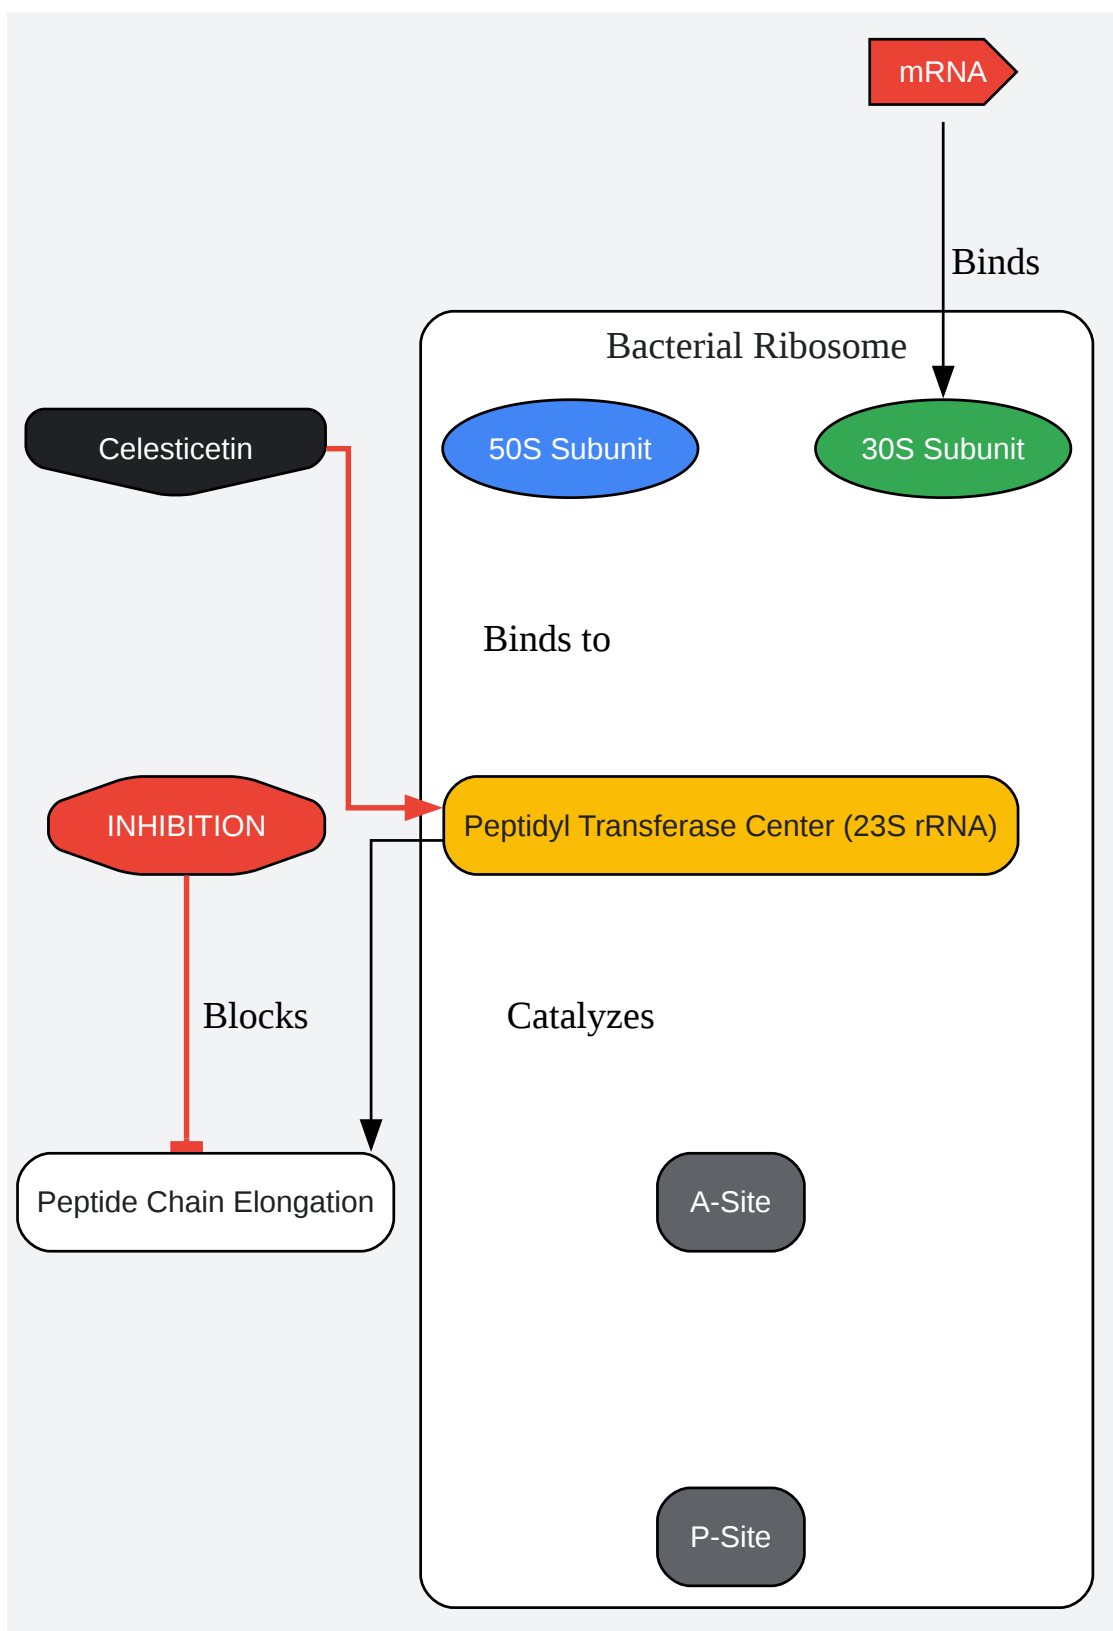 mRNA
Binds
Bacterial Ribosome
Celesticetin
50S Subunit
30S Subunit
Binds to
INHIBITION
Peptidyl Transferase Center (23S rRNA)
Blocks
Catalyzes
Peptide Chain Elongation
A-Site
P-Site